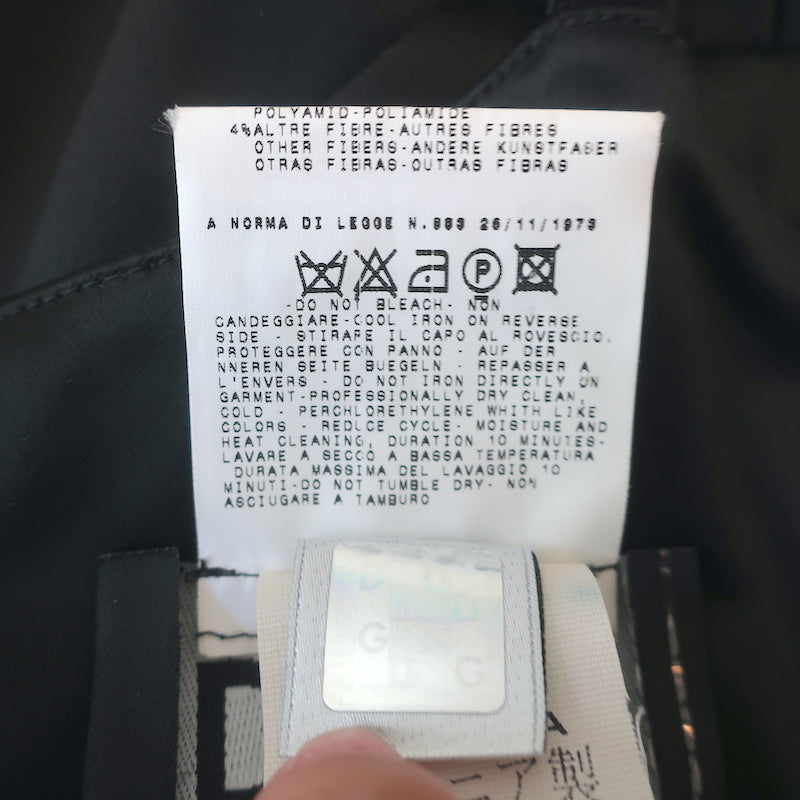 POLYAMID-POLIAMIDE
4%ALTRE FIBRE-AUTRES FIBRES
OTHER FIBERS-ANDERE KUNSTFASER
OTRAS FIBRAS-OUTRAS FIBRAS
A NORMA DI LEGGE N.883 26/11/1973
P
-DO NOT BLEACH- NON
CANDEGGIARE-COOL IRON ON REVERSE
SIDE - STIRARE IL CAPO AL ROVESCIO.
PROTEGGERE CON PANNO - AUF DER
NNEREN SEITE BUEGELN - REPASSER A
L'ENVERS - DO NOT IRON DIRECTLY ON
GARMENT-PROFESSIONALLY DRY CLEAN,
COLD - PERCHLORETHYLENE WHITH LIKE
COLORS - REDUCE CYCLE- MOISTURE AND
HEAT CLEANING, DURATION 10 MINUTES-
LAVARE A SECCO A BASSA TEMPERATURA
DURATA MASSIMA DEL LAVAGGIO 10
MINUTI-DO NOT TUMBLE DRY- NON
ASCIUGARE A TAMBURO
D D
G
D G
A
ア製